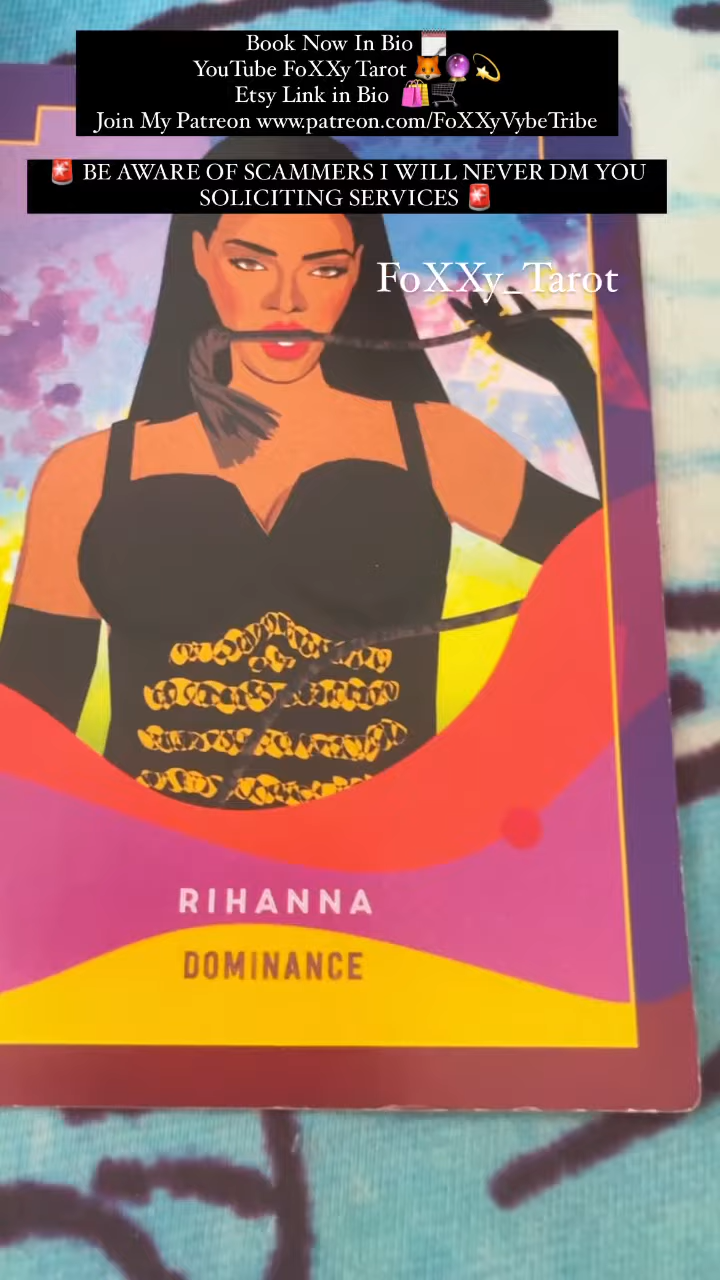 Book Now In Bio 🗓️
YouTube FoXXy Tarot 🦊🔮💫
Etsy Link in Bio 🛍️🛒
Join My Patreon www.patreon.com/FoXXyVybeTribe
🚨 BE AWARE OF SCAMMERS I WILL NEVER DM YOU
SOLICITING SERVICES 🚨
FoXXy_Tarot
RIHANNA
DOMINANCE